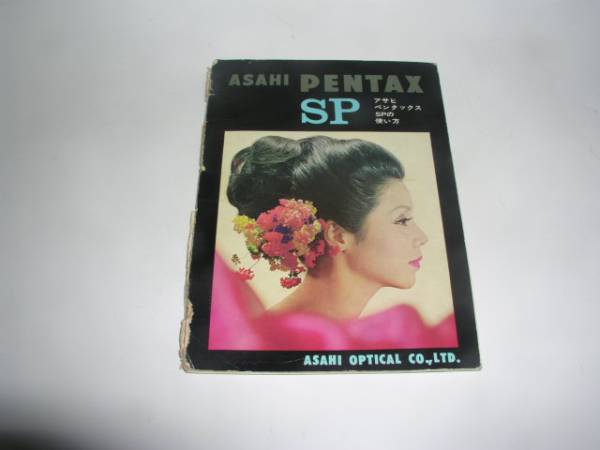 ASAHI PENTAX
SP
アサヒ
ペンタックス
SPの
使い方
ASAHI OPTICAL CO.,LTD.